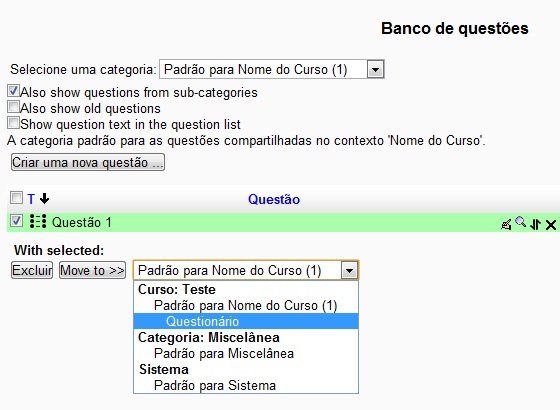 Banco de questões
Selecione uma categoria: Padrão para Nome do Curso (1)
Also show questions from sub-categories
Also show old questions
Show question text in the question list
A categoria padrão para as questões compartilhadas no contexto 'Nome do Curso'.
Criar uma nova questão ...
T Questão
Questão 1
With selected:
Excluir Move to >> Padrão para Nome do Curso (1)
Curso: Teste
Padrão para Nome do Curso (1)
Questionário
Categoria: Miscelânea
Padrão para Miscelânea
Sistema
Padrão para Sistema